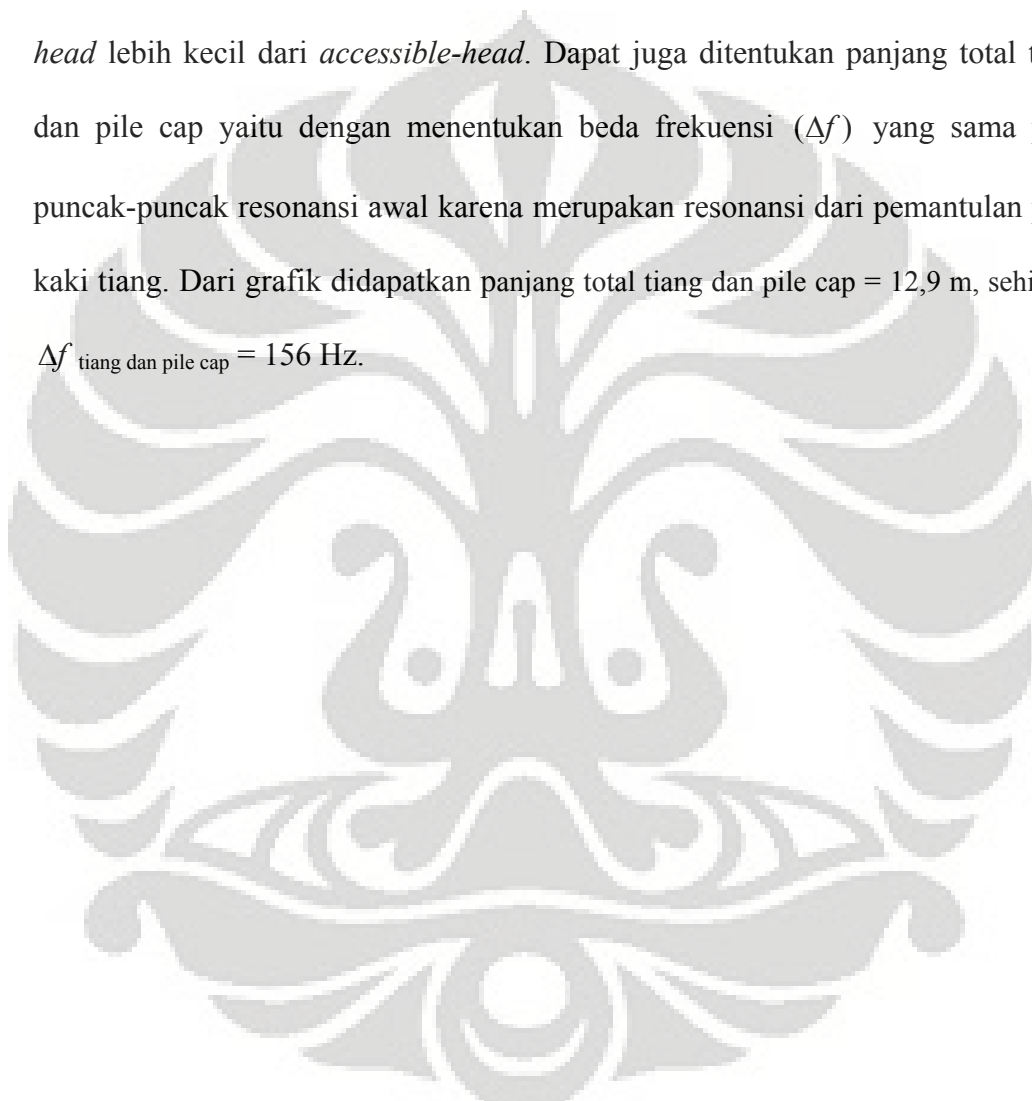 head lebih kecil dari accessible-head. Dapat juga ditentukan panjang total
dan pile cap yaitu dengan menentukan beda frekuensi (Δf) yang sama
puncak-puncak resonansi awal karena merupakan resonansi dari pemantulan
kaki tiang. Dari grafik didapatkan panjang total tiang dan pile cap = 12,9 m,
Δf tiang dan pile cap = 156 Hz.